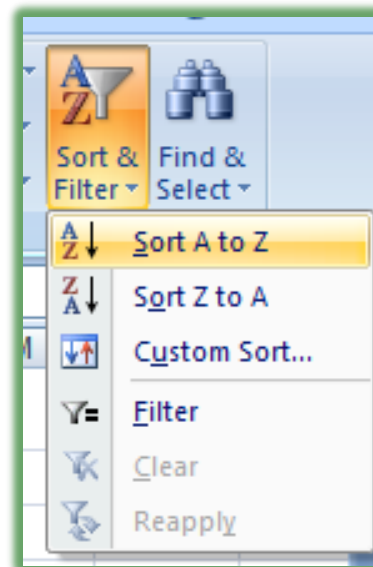 Sort & Find &
Filter Select
Sort A to Z
Sort Z to A
Custom Sort...
Filter
Clear
Reapply